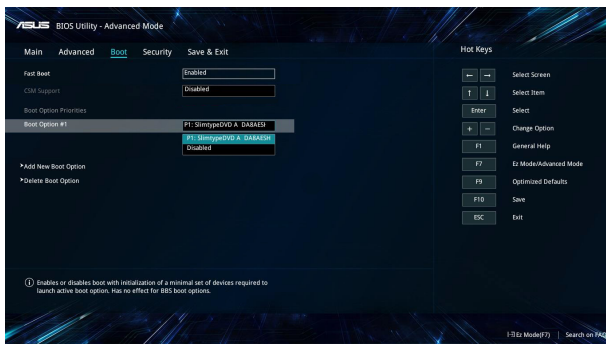 ASUS BIOS Utility - Advanced Mode
Main Advanced Boot Security Save & Exit
Fast Boot Enabled
CSM Support Disabled
Boot Option Priorities
Boot Option #1 P1: SlimtypeDVD A DA8AESH
P1: SlimtypeDVD A DA8AESH
Disabled
>Add New Boot Option
>Delete Boot Option
Enables or disables boot with initialization of a minimal set of devices required to
launch active boot option. Has no effect for BBS boot options.
Hot Keys
← → Select Screen
↑ ↓ Select Item
Enter Select
+ − Change Option
F1 General Help
F7 Ez Mode/Advanced Mode
F9 Optimized Defaults
F10 Save
ESC Exit
Ez Mode(F7) | Search on FAQ